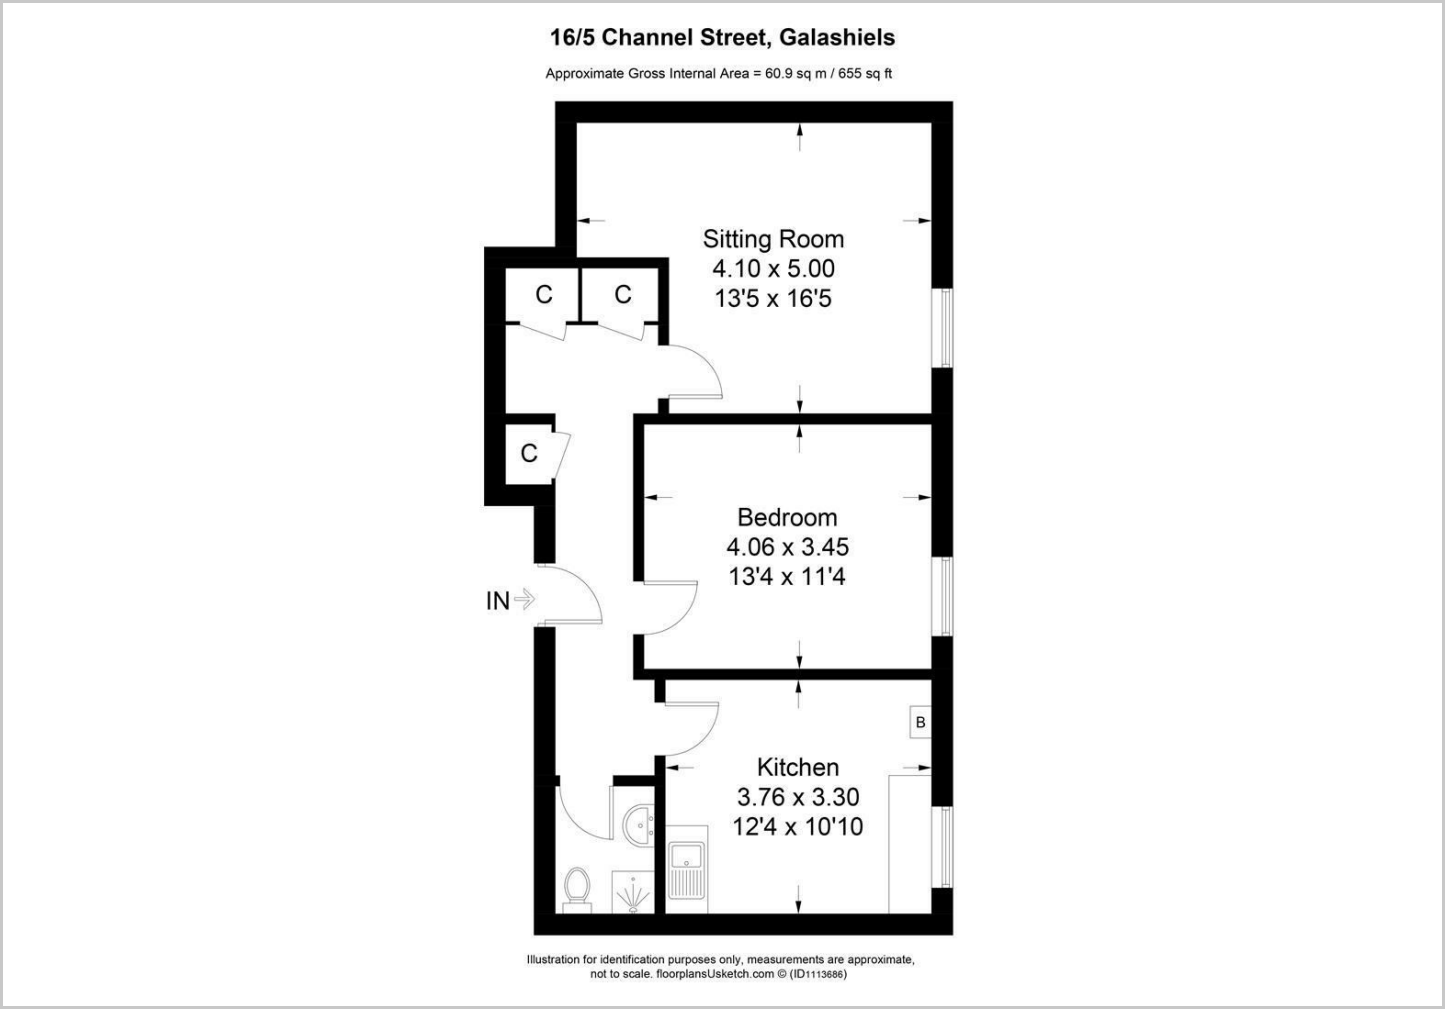 16/5 Channel Street, Galashiels
Approximate Gross Internal Area = 60.9 sq m / 655 sq ft
Sitting Room
4.10 x 5.00
13'5 x 16'5
C
C
C
Bedroom
4.06 x 3.45
13'4 x 11'4
IN
B
Kitchen
3.76 x 3.30
12'4 x 10'10
Illustration for identification purposes only, measurements are approximate,
not to scale. floorplansUsketch.com © (ID1113686)